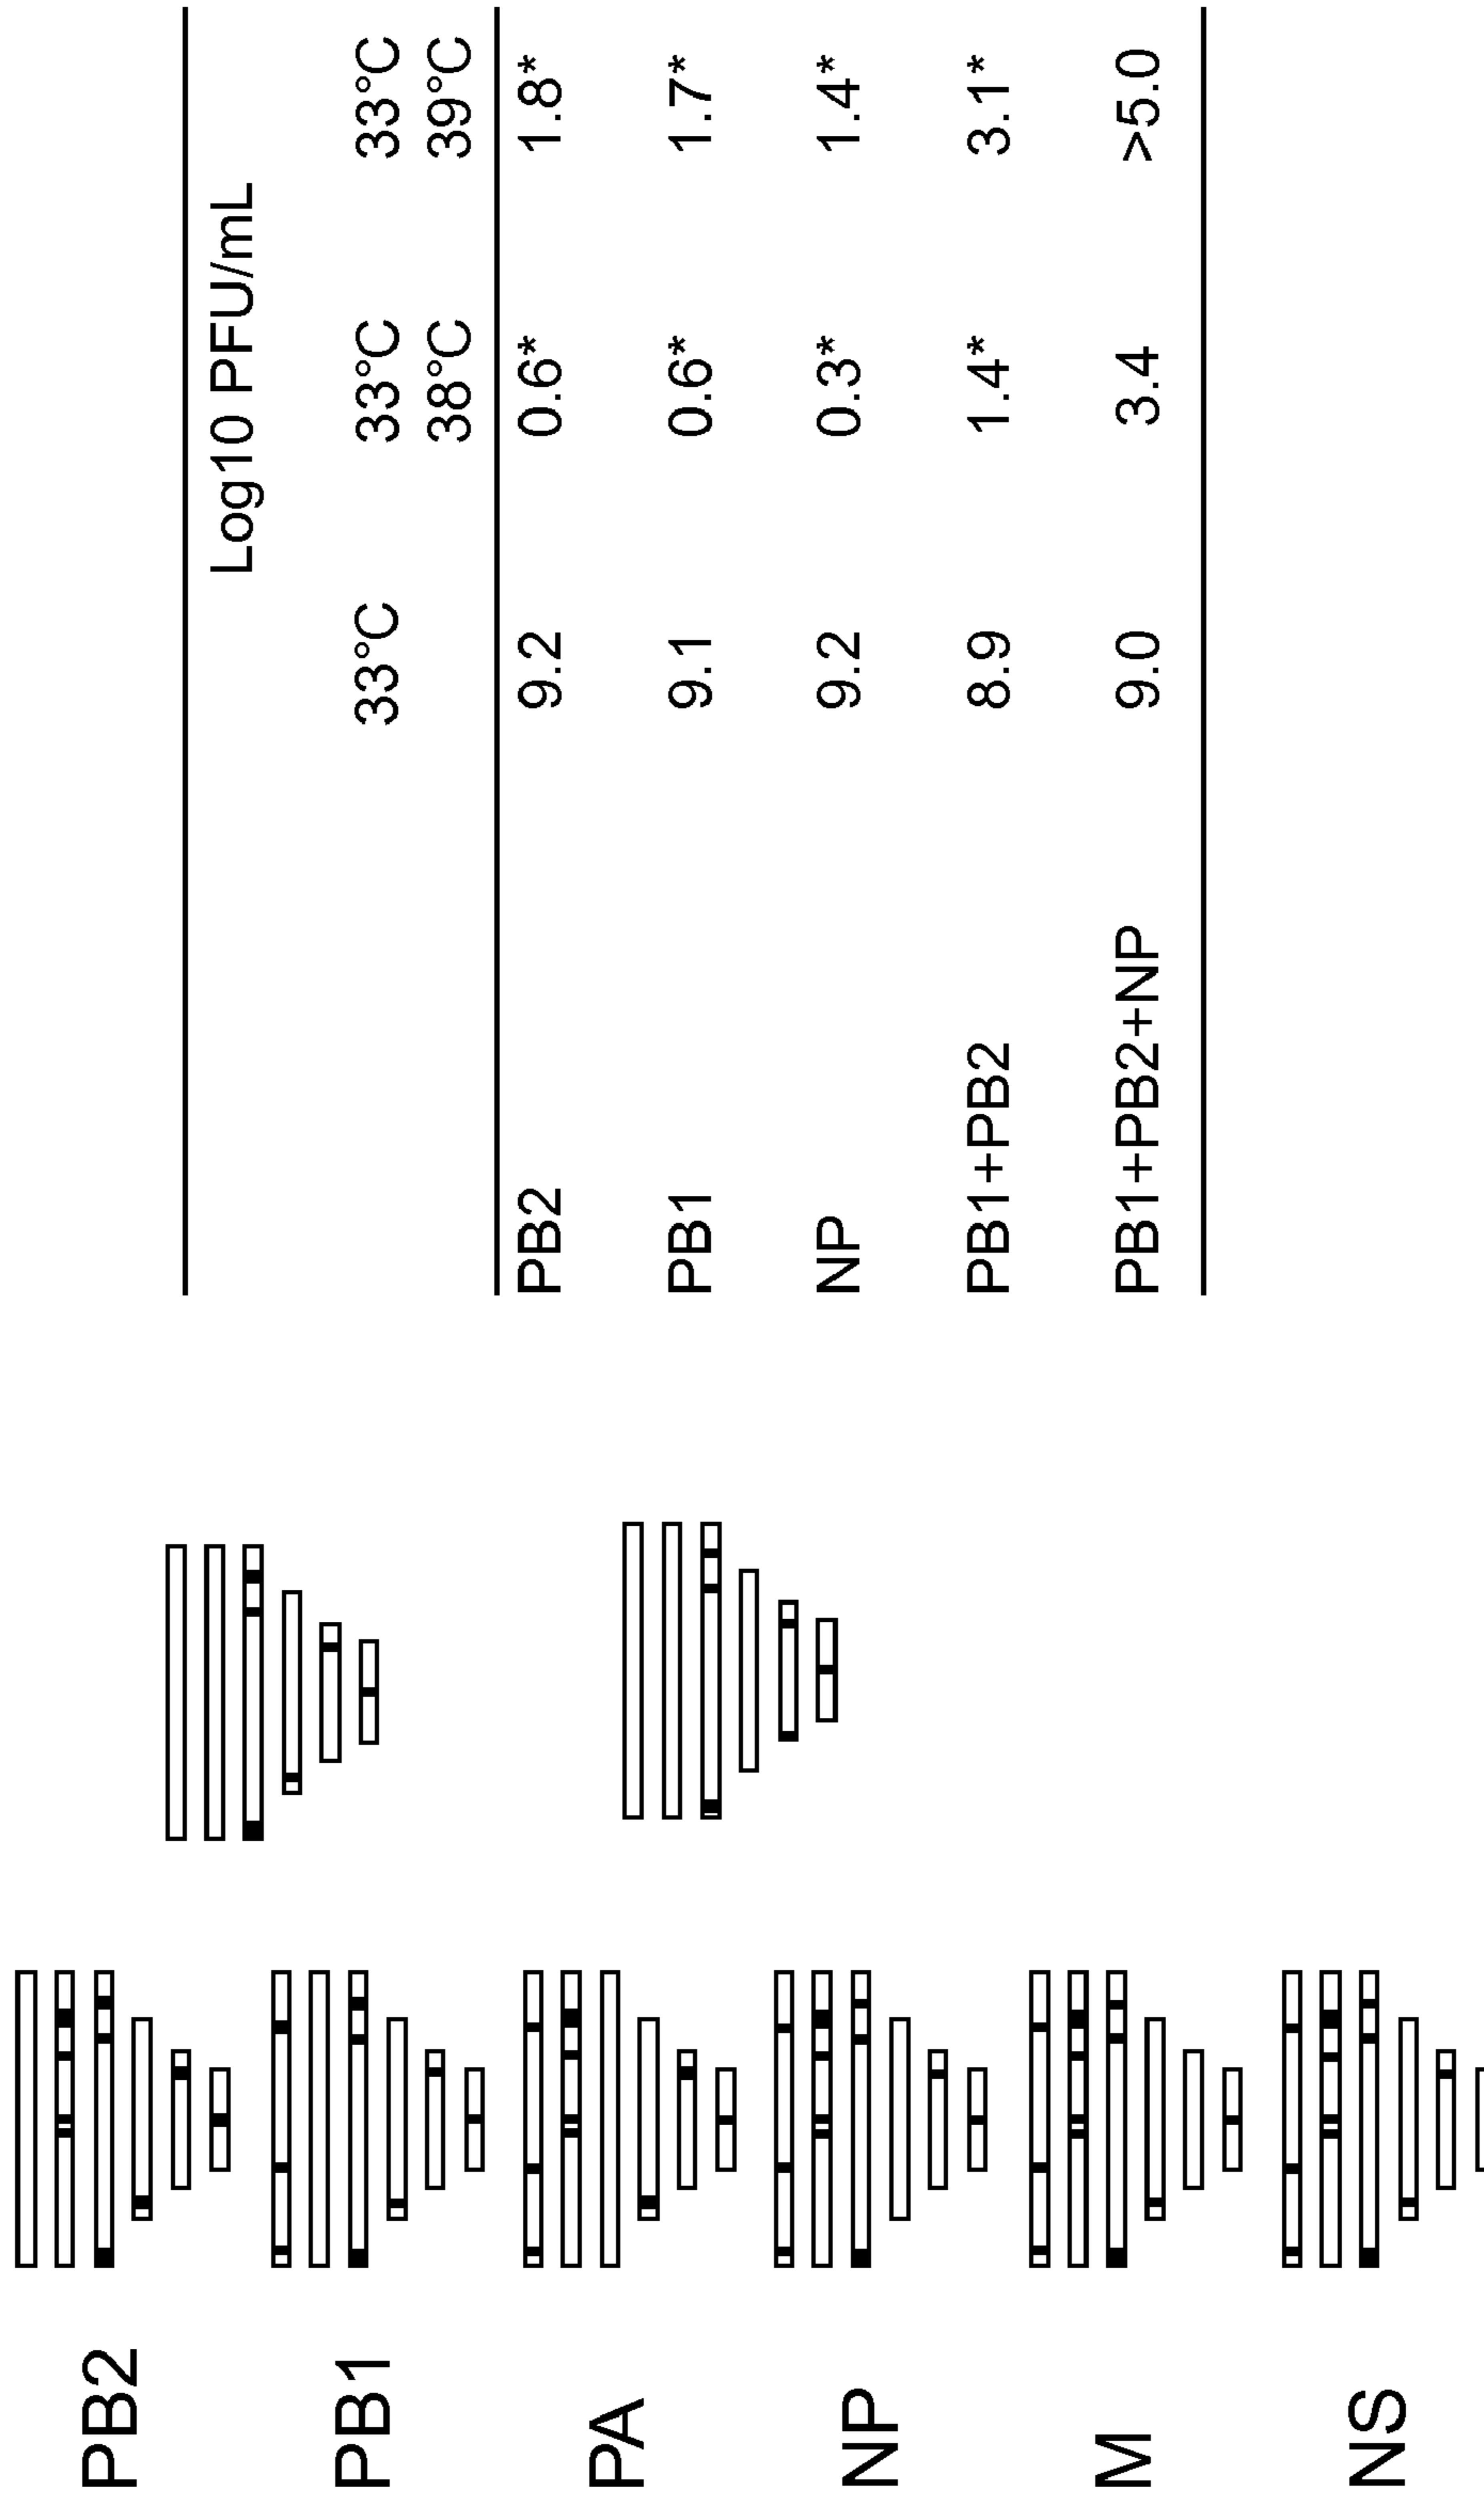 PB2
PB1
PA
NP
M
NS
Log10 PFU/mL
33°C 33°C 33°C
38°C 39°C
PB2 9.2 0.6* 1.8*
PB1 9.1 0.6* 1.7*
NP 9.2 0.3* 1.4*
PB1+PB2 8.9 1.4* 3.1*
PB1+PB2+NP 9.0 3.4 >5.0